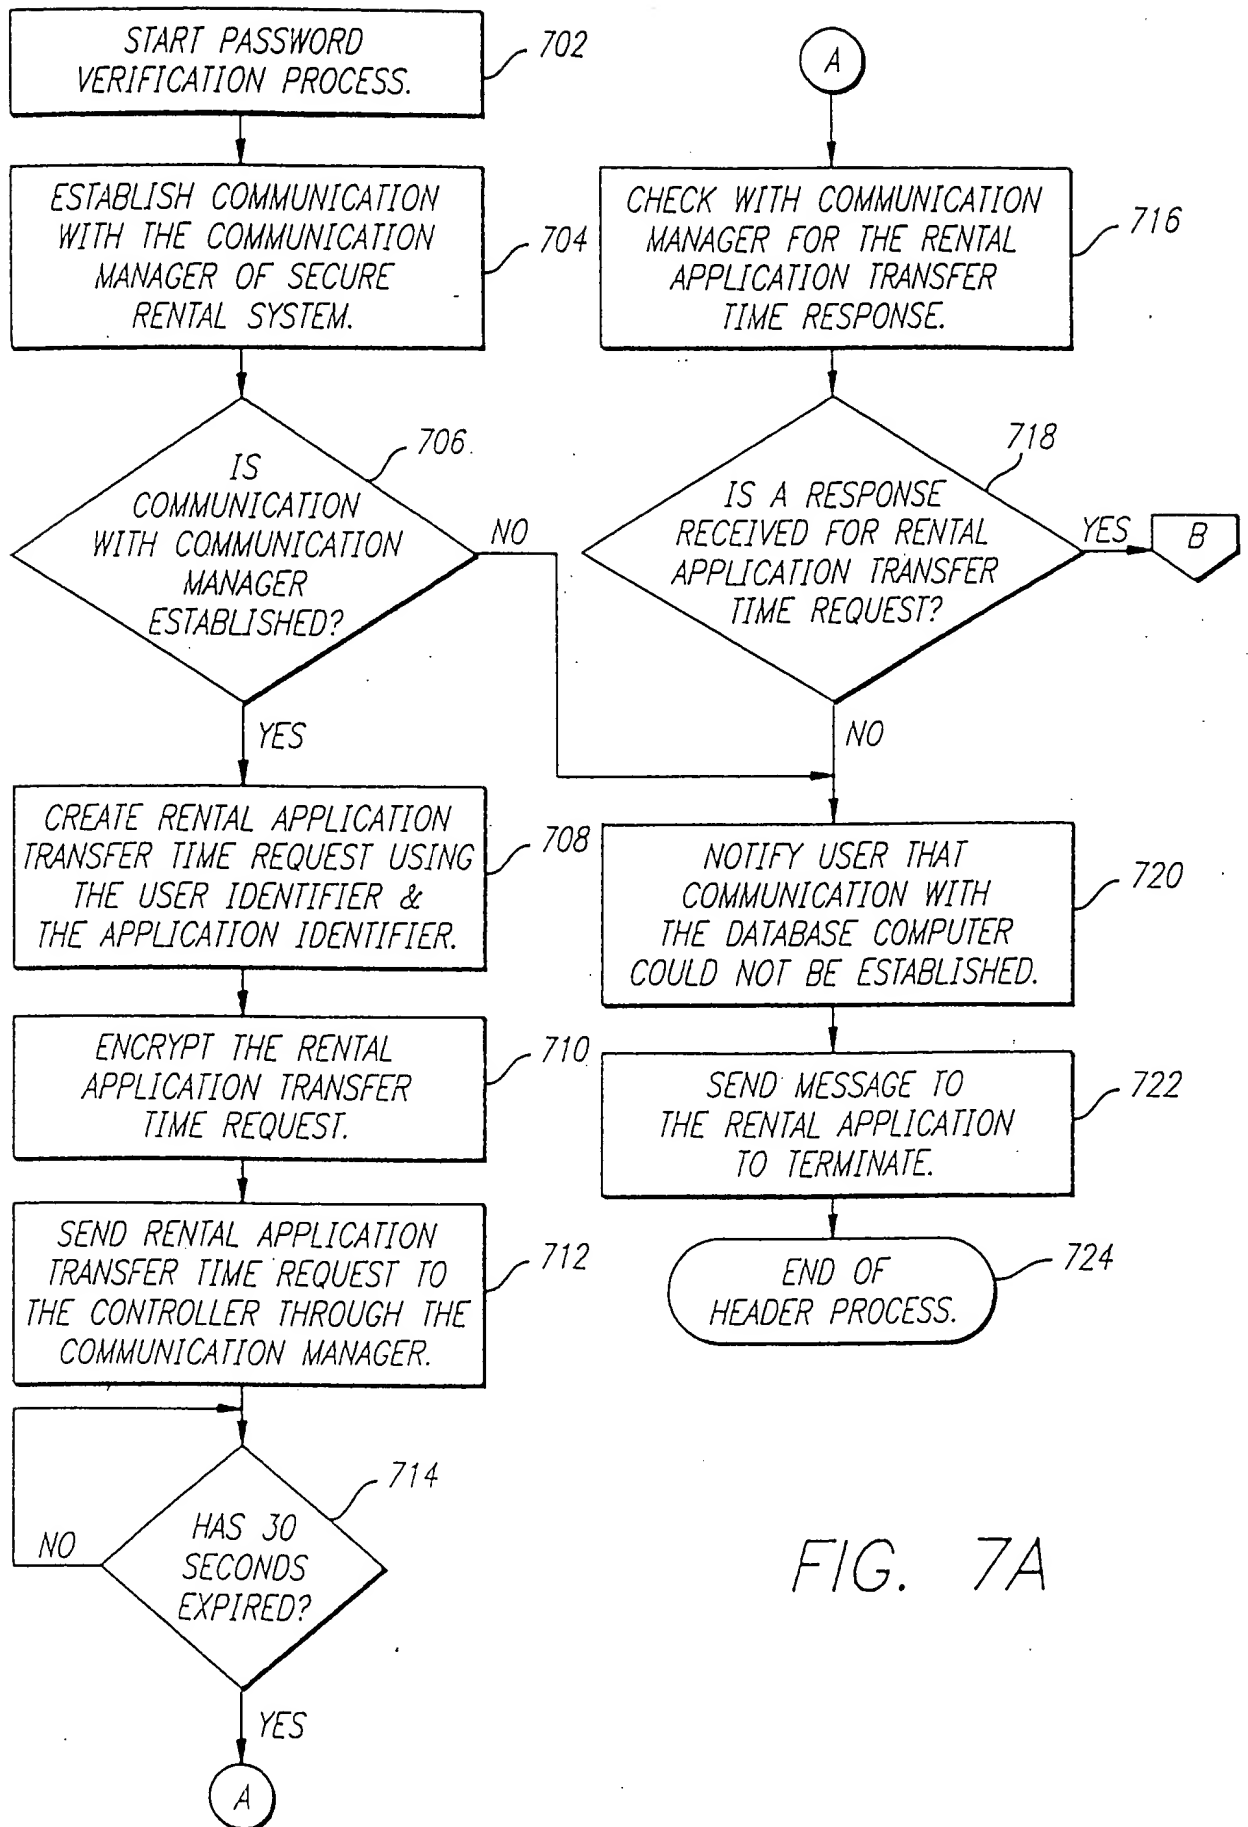 START PASSWORD
VERIFICATION PROCESS.
702
ESTABLISH COMMUNICATION
WITH THE COMMUNICATION
MANAGER OF SECURE
RENTAL SYSTEM.
704
IS
COMMUNICATION
WITH COMMUNICATION
MANAGER
ESTABLISHED?
706
NO
YES
CREATE RENTAL APPLICATION
TRANSFER TIME REQUEST USING
THE USER IDENTIFIER &
THE APPLICATION IDENTIFIER.
708
ENCRYPT THE RENTAL
APPLICATION TRANSFER
TIME REQUEST.
710
SEND RENTAL APPLICATION
TRANSFER TIME REQUEST TO
THE CONTROLLER THROUGH THE
COMMUNICATION MANAGER.
712
HAS 30
SECONDS
EXPIRED?
714
NO
YES
A
A
CHECK WITH COMMUNICATION
MANAGER FOR THE RENTAL
APPLICATION TRANSFER
TIME RESPONSE.
716
IS A RESPONSE
RECEIVED FOR RENTAL
APPLICATION TRANSFER
TIME REQUEST?
718
YES
B
NO
NOTIFY USER THAT
COMMUNICATION WITH
THE DATABASE COMPUTER
COULD NOT BE ESTABLISHED.
720
SEND MESSAGE TO
THE RENTAL APPLICATION
TO TERMINATE.
722
END OF
HEADER PROCESS.
724
FIG. 7A